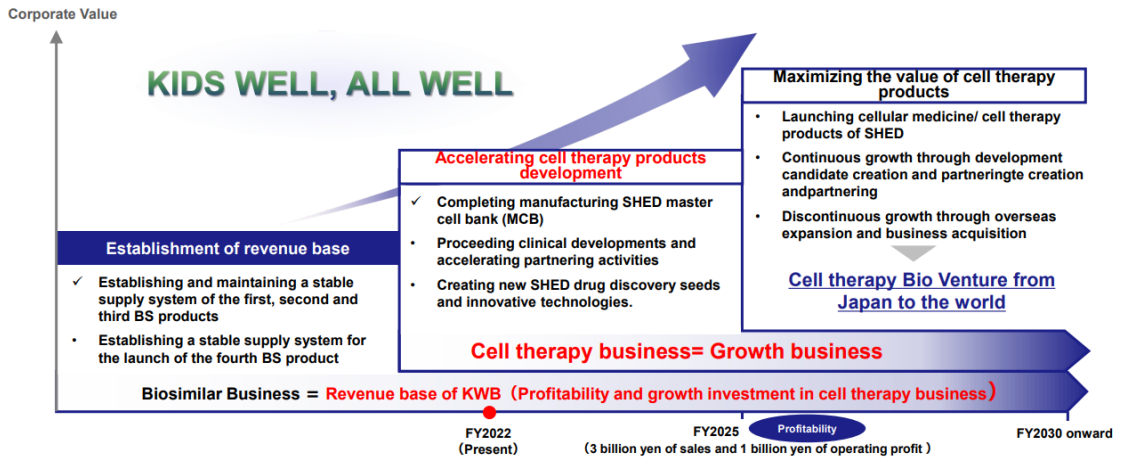 Corporate Value
KIDS WELL, ALL WELL
Establishment of revenue base
✓ Establishing and maintaining a stable
supply system of the first, second and
third BS products
• Establishing a stable supply system for
the launch of the fourth BS product
Accelerating cell therapy products
development
✓ Completing manufacturing SHED master
cell bank (MCB)
• Proceeding clinical developments and
accelerating partnering activities
• Creating new SHED drug discovery seeds
and innovative technologies.
Maximizing the value of cell therapy
products
• Launching cellular medicine/ cell therapy
products of SHED
• Continuous growth through development
candidate creation and partneringte creation
andpartnering
• Discontinuous growth through overseas
expansion and business acquisition
Cell therapy Bio Venture from
Japan to the world
Cell therapy business= Growth business
Biosimilar Business = Revenue base of KWB（Profitability and growth investment in cell therapy business）
FY2022
(Present)
FY2025
Profitability
(3 billion yen of sales and 1 billion yen of operating profit )
FY2030 onward